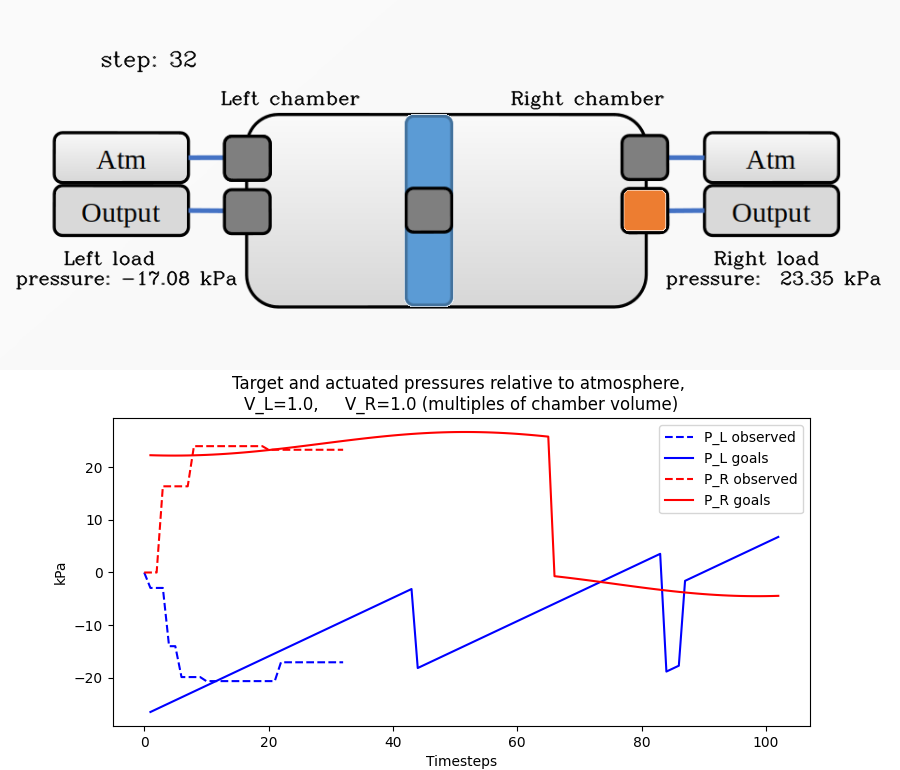 step: 32
Left chamber
Right chamber
Atm
Atm
Output
Output
Left load
pressure: −17.08 kPa
Right load
pressure: 23.35 kPa
Target and actuated pressures relative to atmosphere,
V_L=1.0, V_R=1.0 (multiples of chamber volume)
P_L observed
P_L goals
P_R observed
P_R goals
kPa
20
10
0
−10
−20
0 20 40 60 80 100
Timesteps